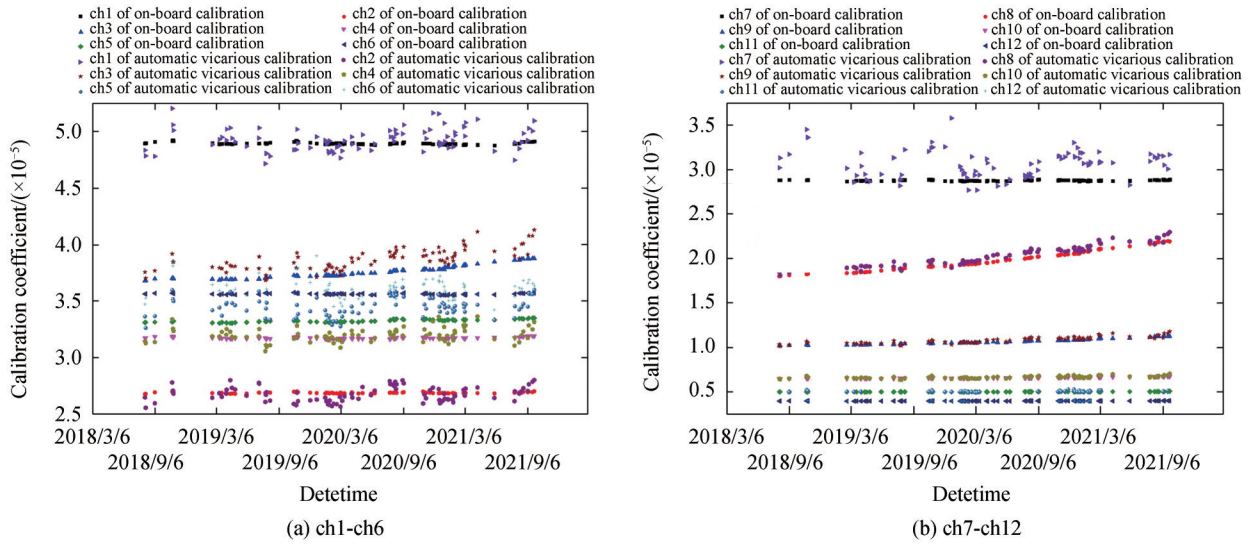 ch1 of on-board calibration ch2 of on-board calibration
ch3 of on-board calibration ch4 of on-board calibration
ch5 of on-board calibration ch6 of on-board calibration
ch1 of automatic vicarious calibration ch2 of automatic vicarious calibration
ch3 of automatic vicarious calibration ch4 of automatic vicarious calibration
ch5 of automatic vicarious calibration ch6 of automatic vicarious calibration
Calibration coefficient/(×10⁻⁵)
5.0
4.5
4.0
3.5
3.0
2.5
2018/3/6 2019/3/6 2020/3/6 2021/3/6
2018/9/6 2019/9/6 2020/9/6 2021/9/6
Detetime
(a) ch1-ch6
ch7 of on-board calibration ch8 of on-board calibration
ch9 of on-board calibration ch10 of on-board calibration
ch11 of on-board calibration ch12 of on-board calibration
ch7 of automatic vicarious calibration ch8 of automatic vicarious calibration
ch9 of automatic vicarious calibration ch10 of automatic vicarious calibration
ch11 of automatic vicarious calibration ch12 of automatic vicarious calibration
Calibration coefficient/(×10⁻⁵)
3.5
3.0
2.5
2.0
1.5
1.0
0.5
2018/3/6 2019/3/6 2020/3/6 2021/3/6
2018/9/6 2019/9/6 2020/9/6 2021/9/6
Detetime
(b) ch7-ch12